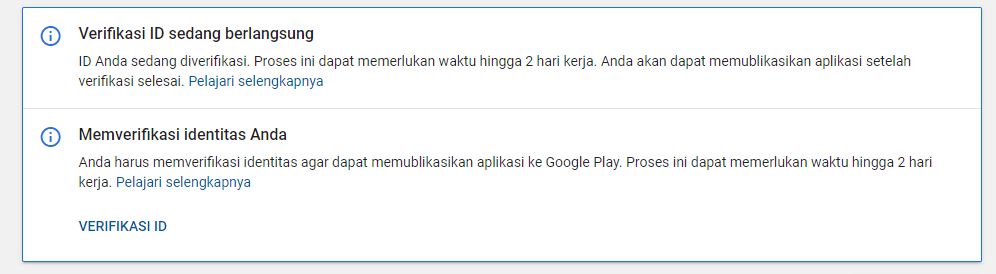 Verifikasi ID sedang berlangsung
ID Anda sedang diverifikasi. Proses ini dapat memerlukan waktu hingga 2 hari kerja. Anda akan dapat memublikasikan aplikasi setelah
verifikasi selesai. Pelajari selengkapnya
Memverifikasi identitas Anda
Anda harus memverifikasi identitas agar dapat memublikasikan aplikasi ke Google Play. Proses ini dapat memerlukan waktu hingga 2 hari
kerja. Pelajari selengkapnya
VERIFIKASI ID